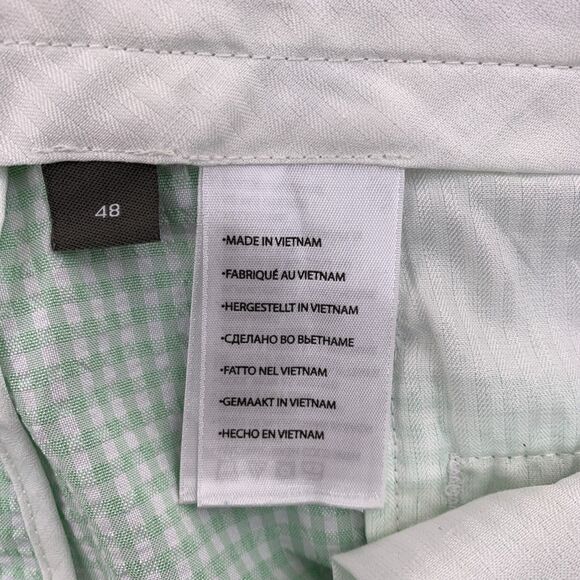 48
•MADE IN VIETNAM
•FABRIQUÉ AU VIETNAM
•HERGESTELLT IN VIETNAM
•СДЕЛАНО ВО ВЬЕТНАМЕ
•FATTO NEL VIETNAM
•GEMAAKT IN VIETNAM
•HECHO EN VIETNAM